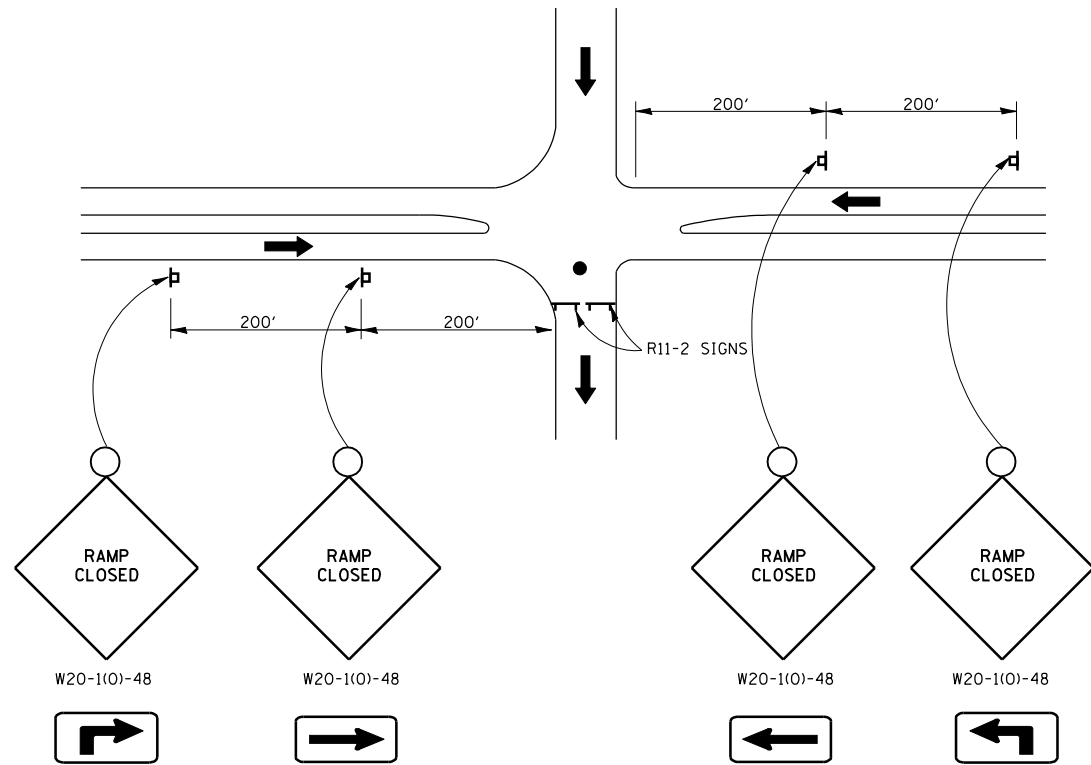 200'
200'
200'
200'
R11-2 SIGNS
RAMP
CLOSED
RAMP
CLOSED
RAMP
CLOSED
RAMP
CLOSED
W20-1(O)-48
W20-1(O)-48
W20-1(O)-48
W20-1(O)-48